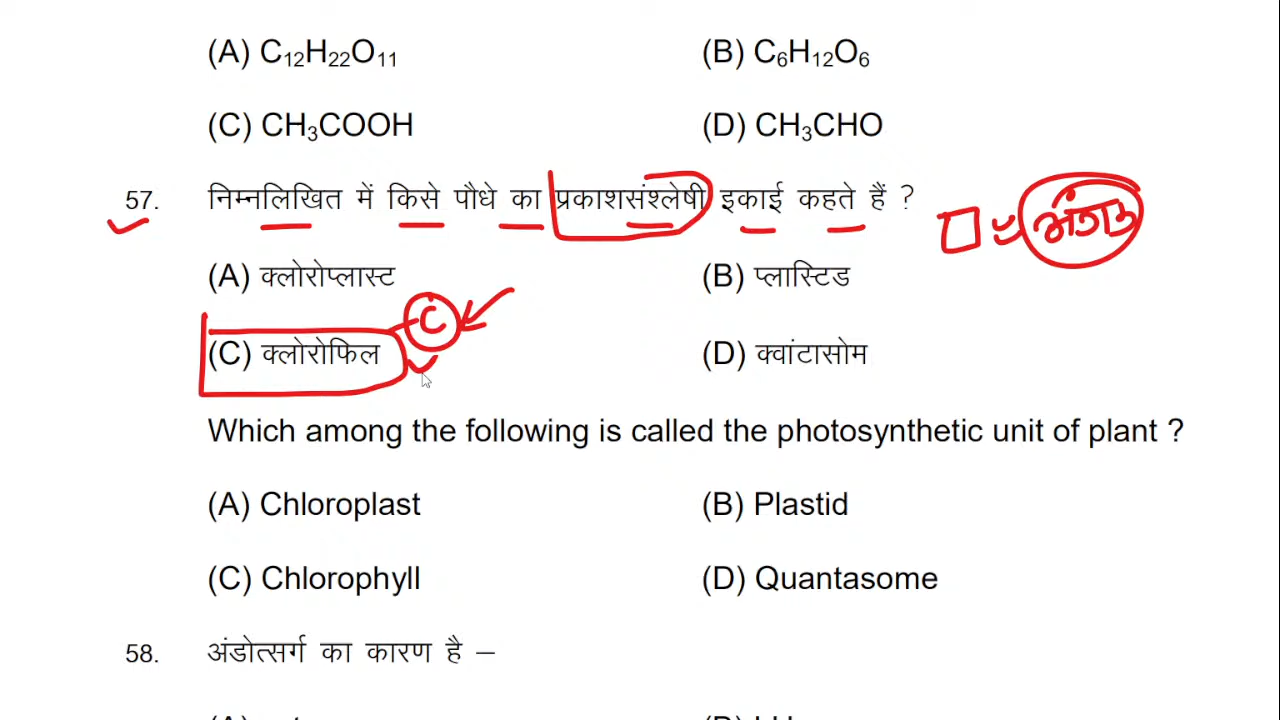 (A) C₁₂H₂₂O₁₁ (B) C₆H₁₂O₆
(C) CH₃COOH (D) CH₃CHO
57. निम्नलिखित में किसे पौधे का प्रकाशसंश्लेषी इकाई कहते हैं ?
(A) क्लोरोप्लास्ट (B) प्लास्टिड
C
(C) क्लोरोफिल (D) क्वांटासोम
Which among the following is called the photosynthetic unit of plant ?
(A) Chloroplast (B) Plastid
(C) Chlorophyll (D) Quantasome
58. अंडोत्सर्ग का कारण है –